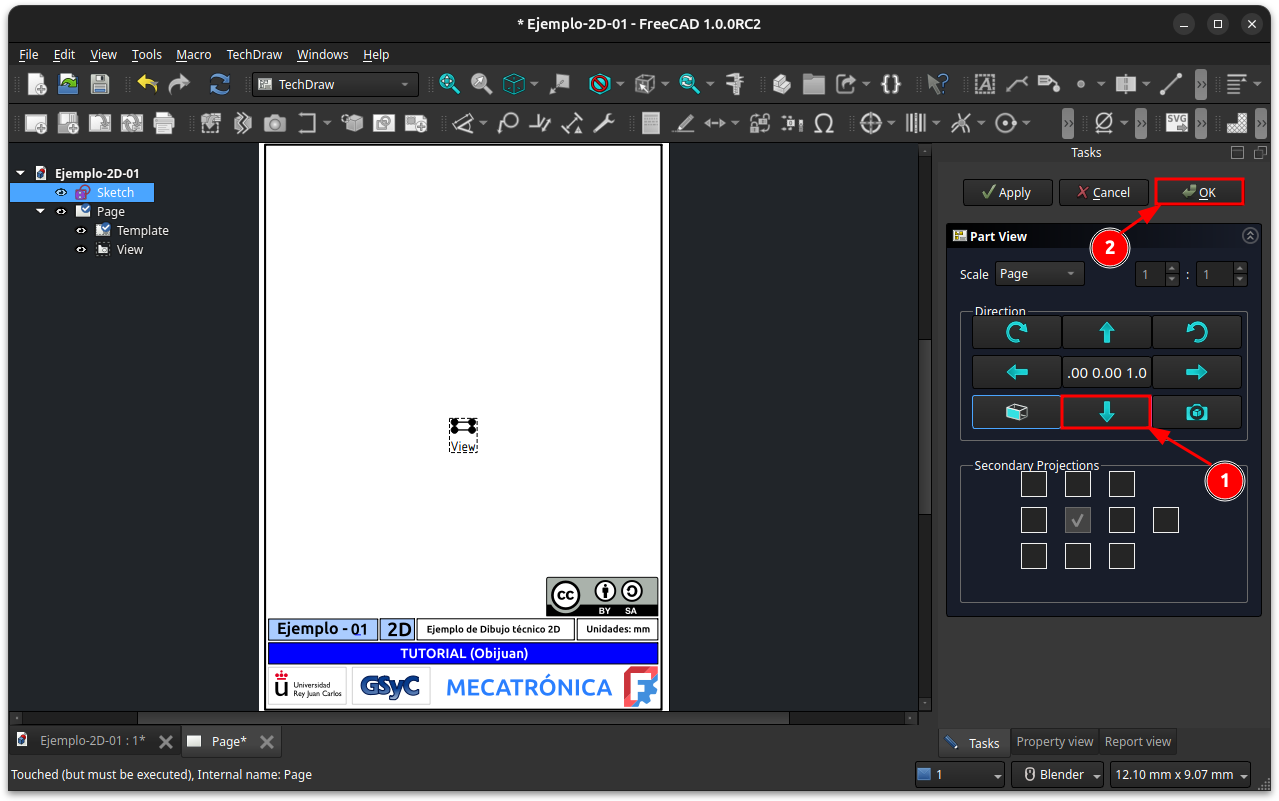 * Ejemplo-2D-01 - FreeCAD 1.0.0RC2
File Edit View Tools Macro TechDraw Windows Help
TechDraw
SVG
Ejemplo-2D-01
Sketch
Page
Template
View
Tasks
Apply Cancel OK
2
Part View
Scale Page 1 : 1
Direction
.00 0.00 1.0
1
Secondary Projections
View
cc BY SA
Ejemplo - 01 2D Ejemplo de Dibujo técnico 2D Unidades: mm
TUTORIAL (Obijuan)
u Universidad Rey Juan Carlos GSyC MECATRÓNICA
Ejemplo-2D-01 : 1* Page*
Tasks Property view Report view
Touched (but must be executed), Internal name: Page
1 Blender 12.10 mm x 9.07 mm